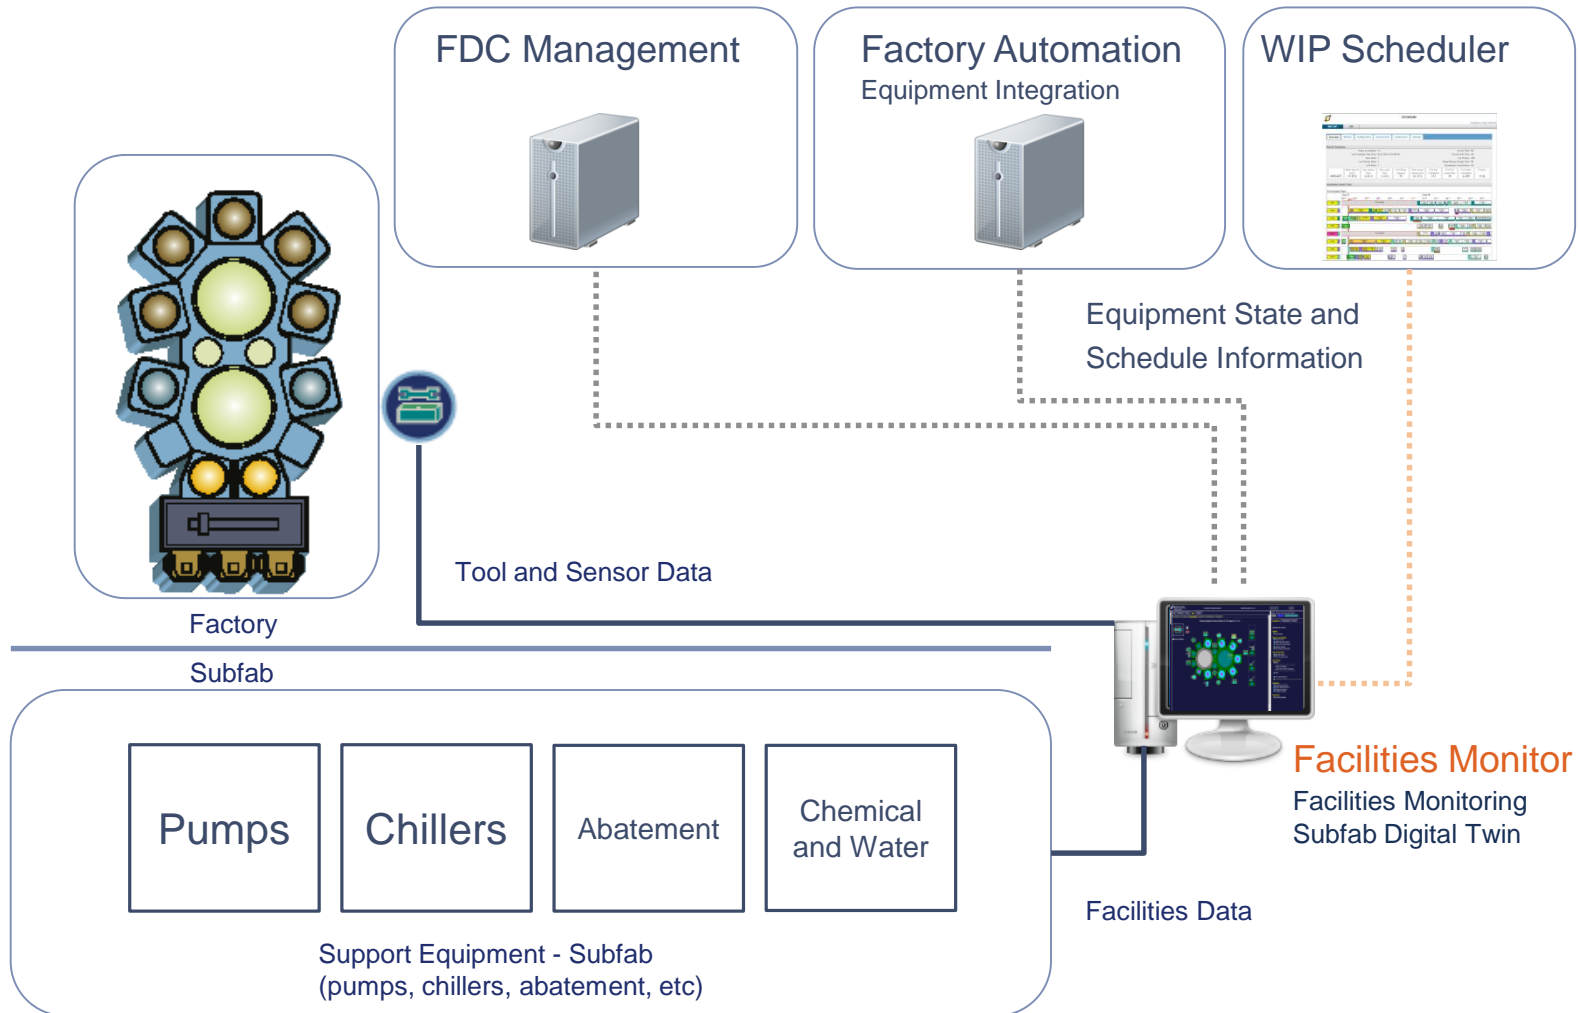 FDC Management
Factory Automation
Equipment Integration
WIP Scheduler
Equipment State and
Schedule Information
Tool and Sensor Data
Factory
Subfab
Pumps
Chillers
Abatement
Chemical
and Water
Support Equipment - Subfab
(pumps, chillers, abatement, etc)
Facilities Data
Facilities Monitor
Facilities Monitoring
Subfab Digital Twin